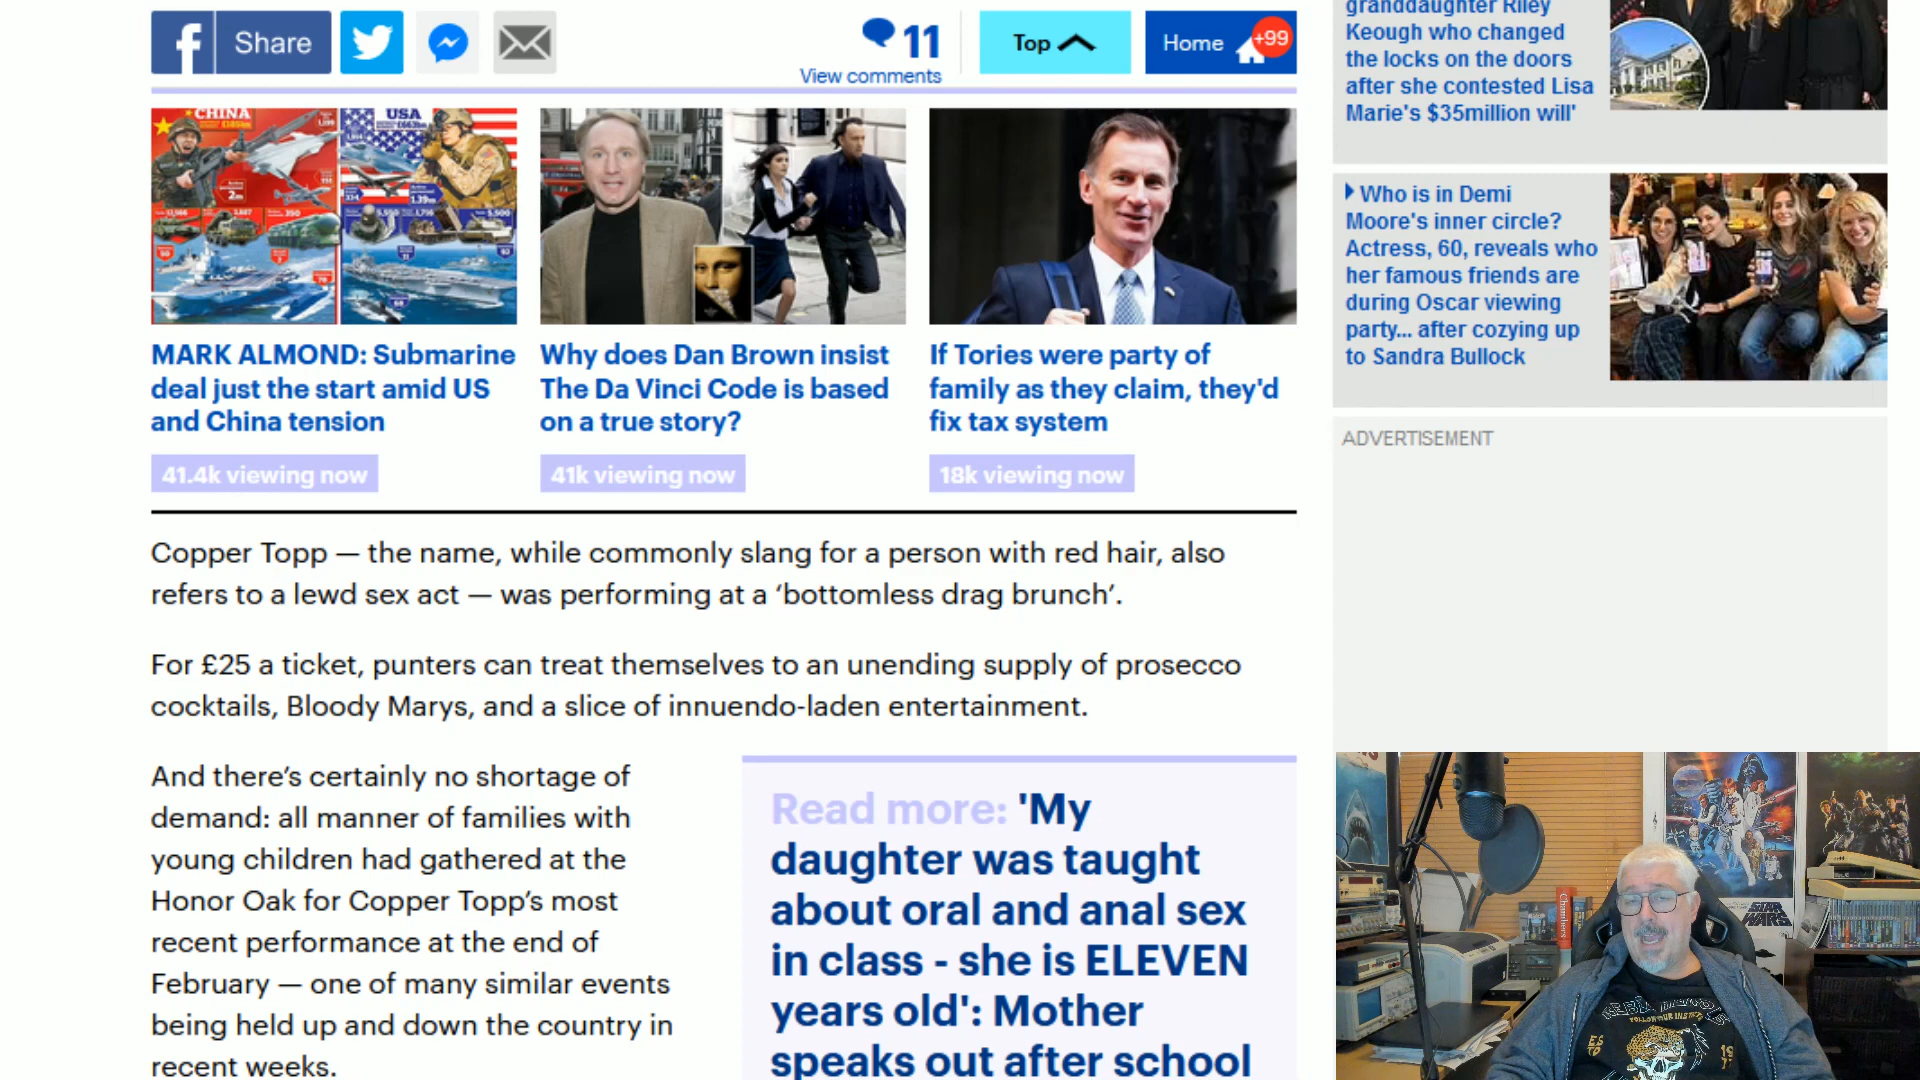 Share
11
View comments
Top
Home
+99
CHINA
USA
MARK ALMOND: Submarine
deal just the start amid US
and China tension
41.4k viewing now
Why does Dan Brown insist
The Da Vinci Code is based
on a true story?
41k viewing now
If Tories were party of
family as they claim, they'd
fix tax system
18k viewing now
Copper Topp — the name, while commonly slang for a person with red hair, also
refers to a lewd sex act — was performing at a ‘bottomless drag brunch’.
For £25 a ticket, punters can treat themselves to an unending supply of prosecco
cocktails, Bloody Marys, and a slice of innuendo-laden entertainment.
And there’s certainly no shortage of
demand: all manner of families with
young children had gathered at the
Honor Oak for Copper Topp’s most
recent performance at the end of
February — one of many similar events
being held up and down the country in
recent weeks.
Read more: 'My
daughter was taught
about oral and anal sex
in class - she is ELEVEN
years old': Mother
speaks out after school
granddaughter Riley
Keough who changed
the locks on the doors
after she contested Lisa
Marie's $35million will'
Who is in Demi
Moore's inner circle?
Actress, 60, reveals who
her famous friends are
during Oscar viewing
party... after cozying up
to Sandra Bullock
ADVERTISEMENT
JAWS
STAR
WARS
Chambers